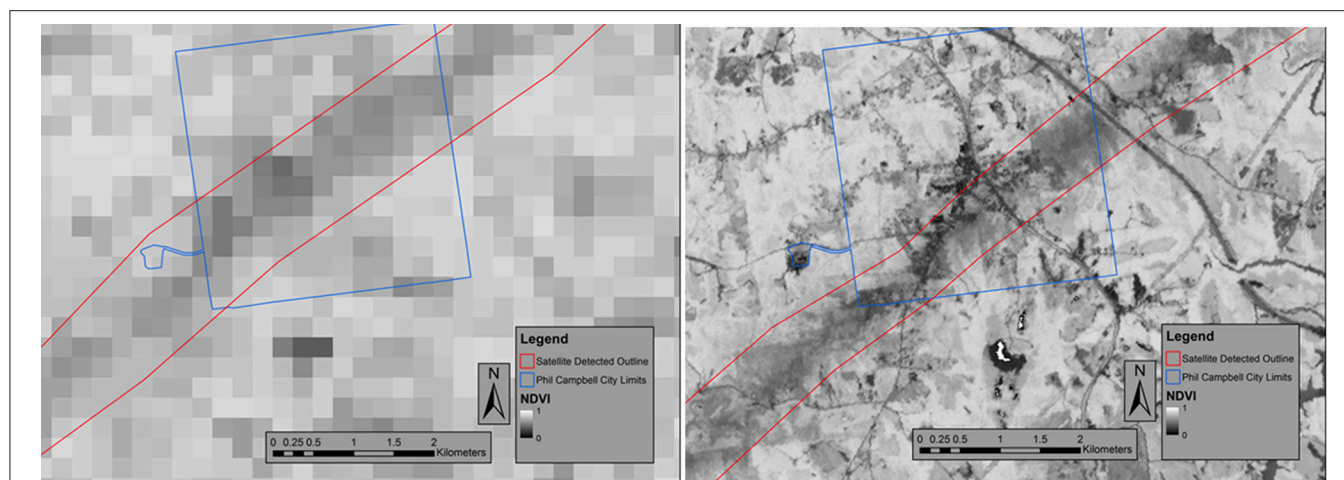 Legend
Satellite Detected Outline
Phil Campbell City Limits
NDVI
1
0
N
0 0.25 0.5 1 1.5 2
Kilometers
Legend
Satellite Detected Outline
Phil Campbell City Limits
NDVI
1
0
N
0 0.25 0.5 1 1.5 2
Kilometers